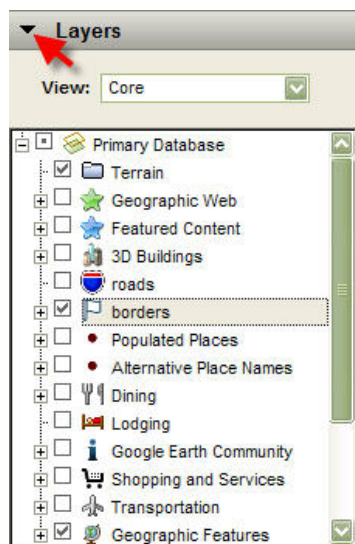 Layers
View: Core
Primary Database
Terrain
Geographic Web
Featured Content
3D Buildings
roads
borders
Populated Places
Alternative Place Names
Dining
Lodging
Google Earth Community
Shopping and Services
Transportation
Geographic Features